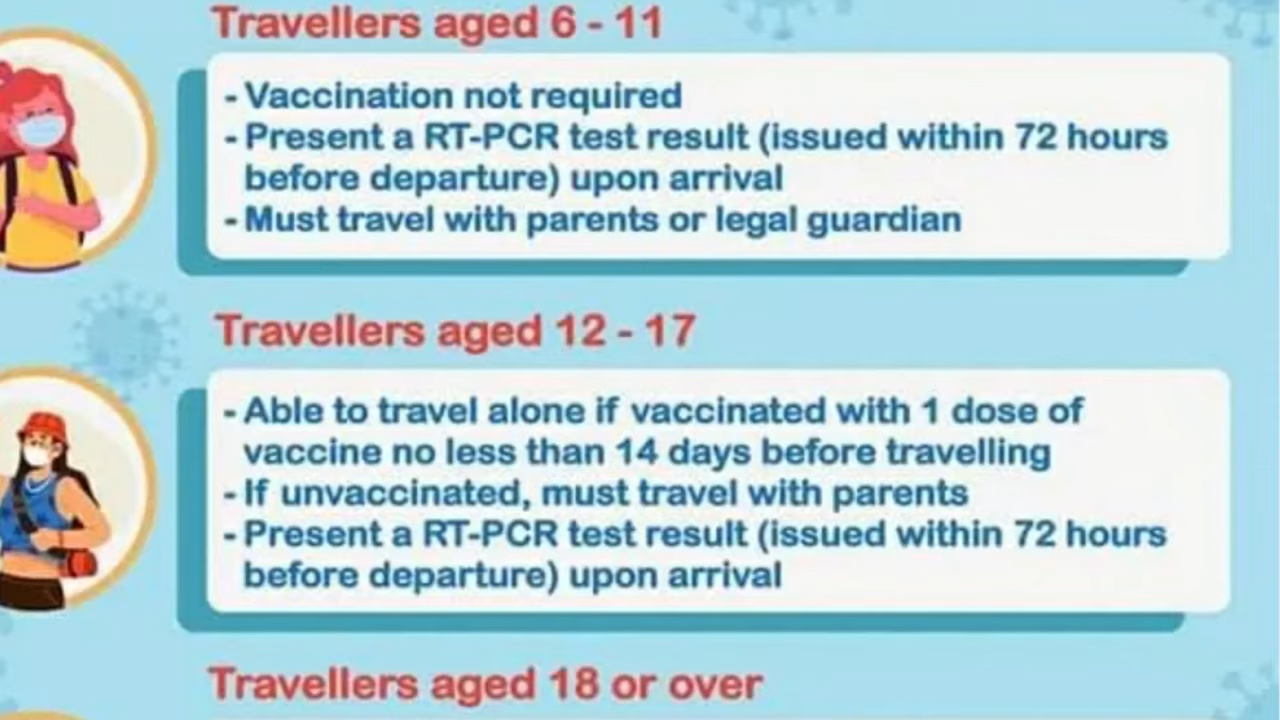 Travellers aged 6 - 11
- Vaccination not required
- Present a RT-PCR test result (issued within 72 hours
before departure) upon arrival
- Must travel with parents or legal guardian
Travellers aged 12 - 17
- Able to travel alone if vaccinated with 1 dose of
vaccine no less than 14 days before travelling
- If unvaccinated, must travel with parents
- Present a RT-PCR test result (issued within 72 hours
before departure) upon arrival
Travellers aged 18 or over